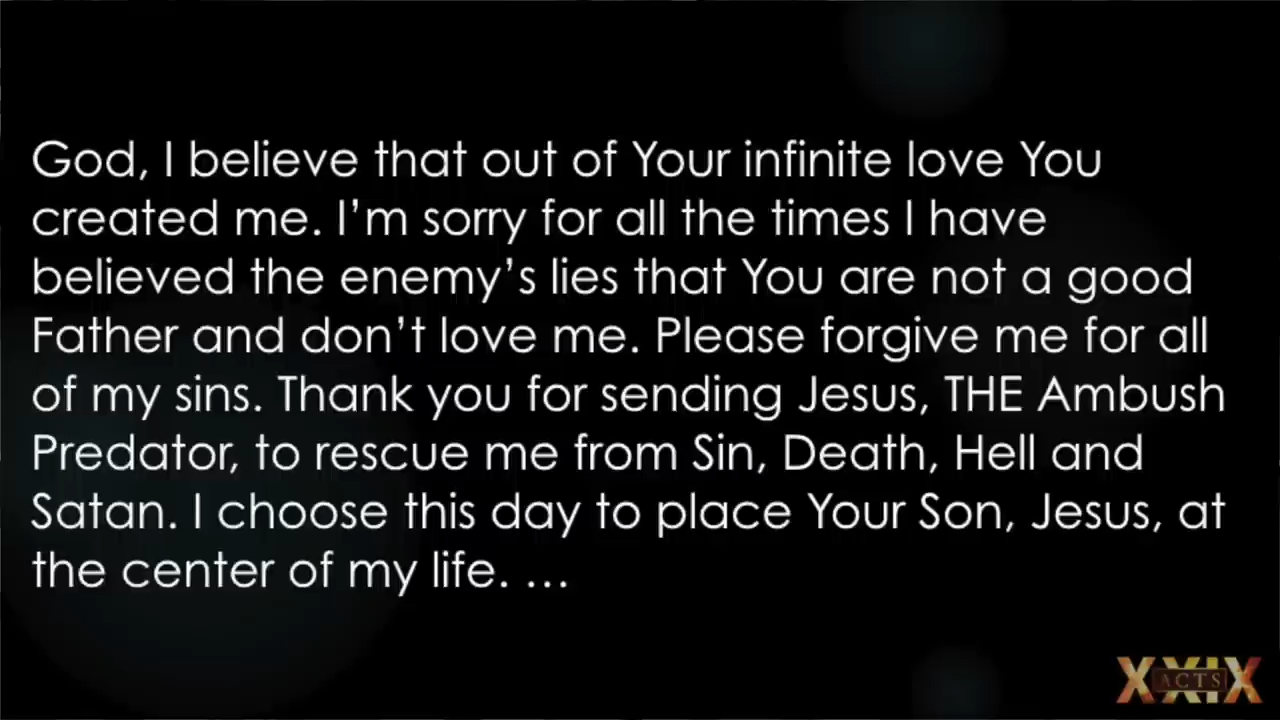 God, I believe that out of Your infinite love You
created me. I’m sorry for all the times I have
believed the enemy’s lies that You are not a good
Father and don’t love me. Please forgive me for all
of my sins. Thank you for sending Jesus, THE Ambush
Predator, to rescue me from Sin, Death, Hell and
Satan. I choose this day to place Your Son, Jesus, at
the center of my life. …
XXIX
ACTS